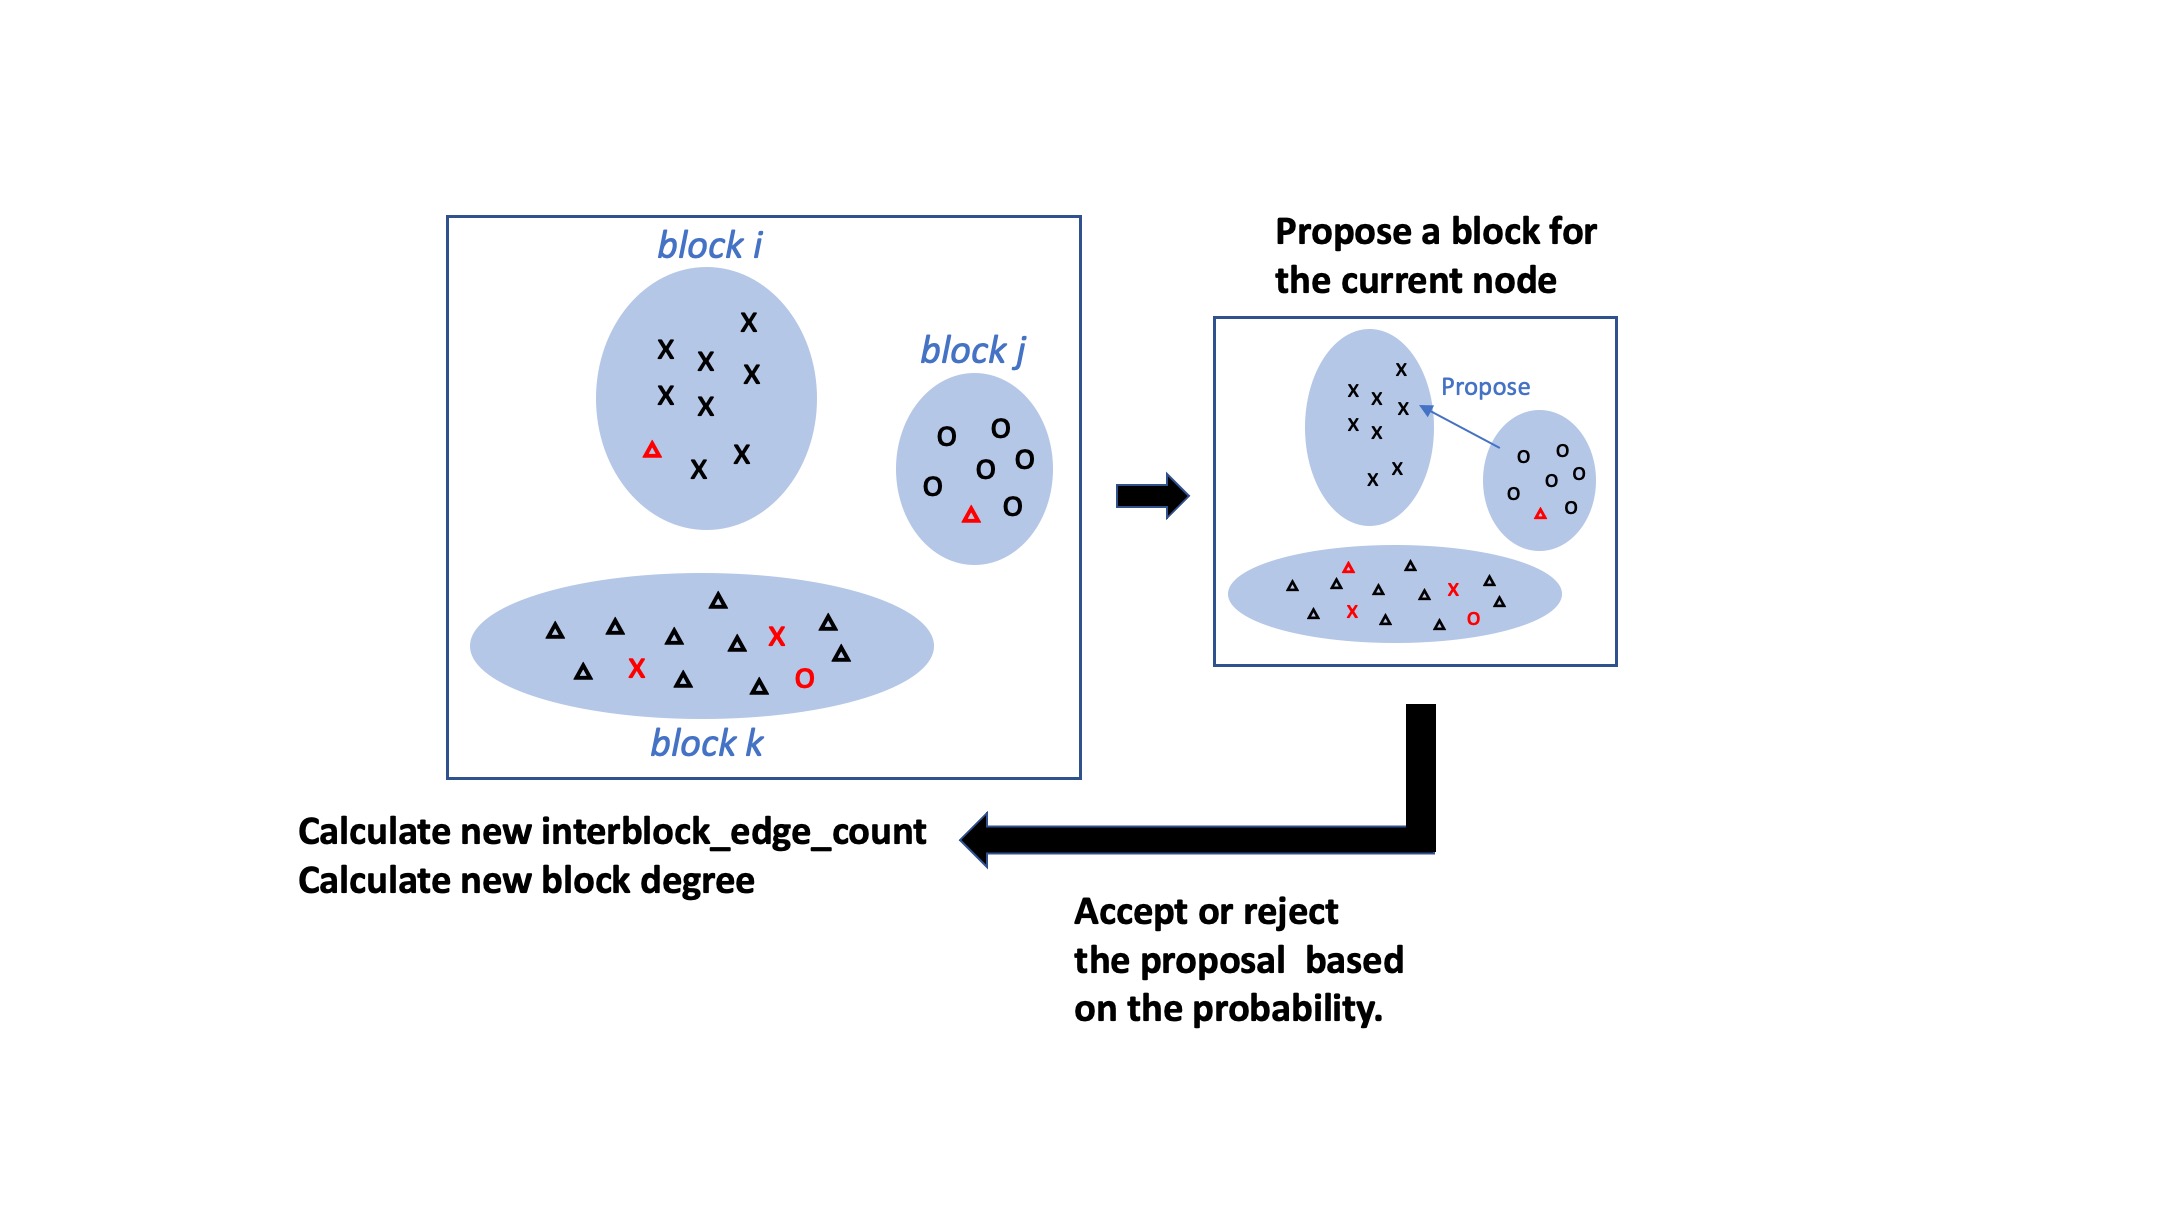 block i
block j
block k
Propose a block for
the current node
Propose
Accept or reject
the proposal  based
on the probability.
Calculate new interblock_edge_count
Calculate new block degree